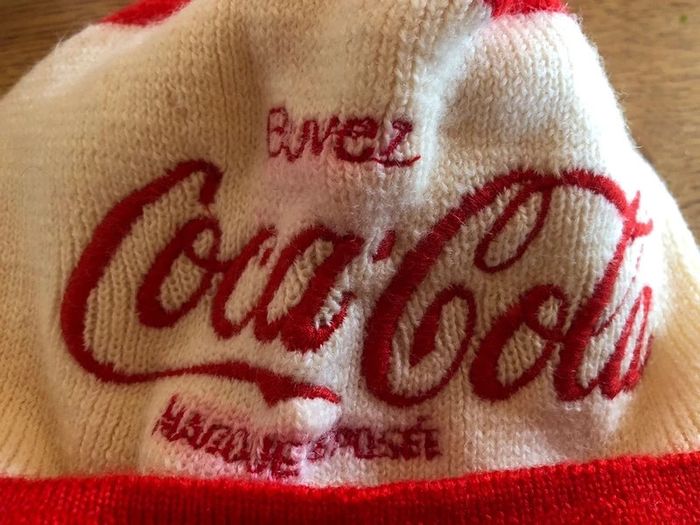 Buvez
Coca-Cola
MARQUE DÉPOSÉE